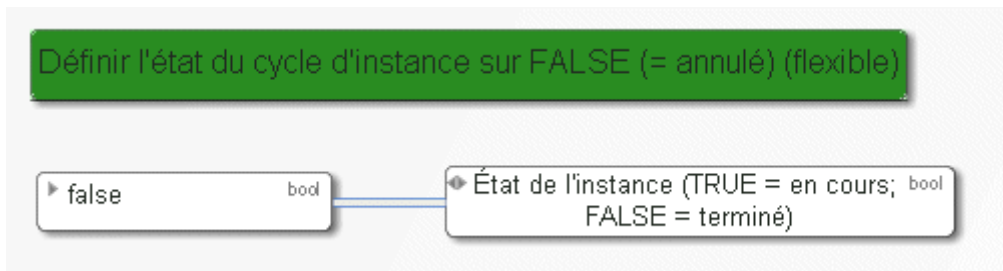 Définir l'état du cycle d'instance sur FALSE (= annulé) (flexible)
false bool
État de l'instance (TRUE = en cours; bool
FALSE = terminé)